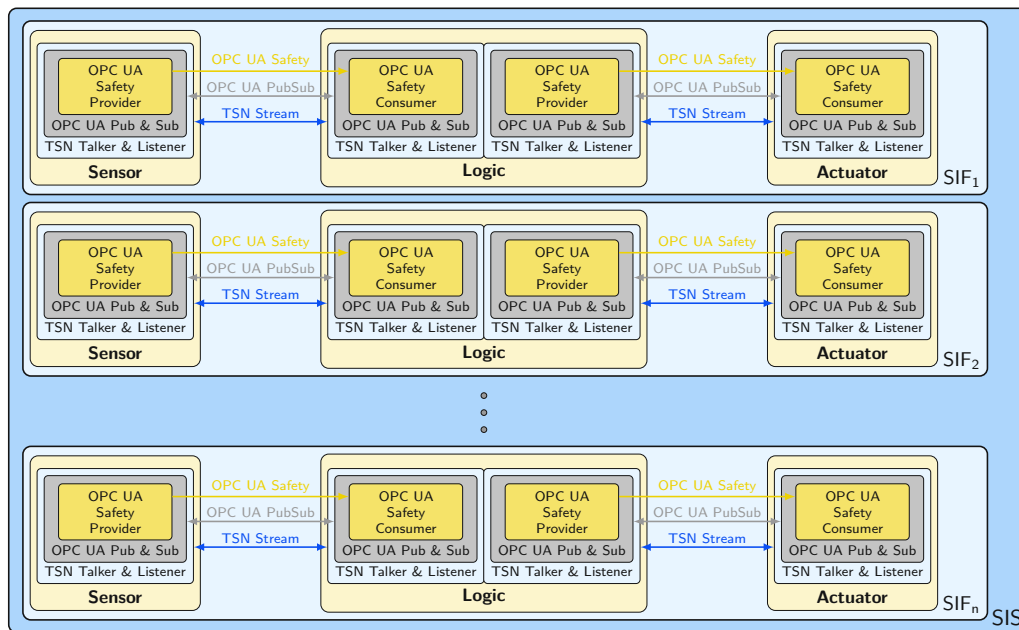 OPC UA
Safety
Provider
OPC UA Pub & Sub
TSN Talker & Listener
Sensor
OPC UA Safety
OPC UA PubSub
TSN Stream
OPC UA
Safety
Consumer
OPC UA Pub & Sub
TSN Talker & Listener
OPC UA
Safety
Provider
OPC UA Pub & Sub
TSN Talker & Listener
Logic
OPC UA Safety
OPC UA PubSub
TSN Stream
OPC UA
Safety
Consumer
OPC UA Pub & Sub
TSN Talker & Listener
Actuator
SIF1
OPC UA
Safety
Provider
OPC UA Pub & Sub
TSN Talker & Listener
Sensor
OPC UA Safety
OPC UA PubSub
TSN Stream
OPC UA
Safety
Consumer
OPC UA Pub & Sub
TSN Talker & Listener
OPC UA
Safety
Provider
OPC UA Pub & Sub
TSN Talker & Listener
Logic
OPC UA Safety
OPC UA PubSub
TSN Stream
OPC UA
Safety
Consumer
OPC UA Pub & Sub
TSN Talker & Listener
Actuator
SIF2
OPC UA
Safety
Provider
OPC UA Pub & Sub
TSN Talker & Listener
Sensor
OPC UA Safety
OPC UA PubSub
TSN Stream
OPC UA
Safety
Consumer
OPC UA Pub & Sub
TSN Talker & Listener
OPC UA
Safety
Provider
OPC UA Pub & Sub
TSN Talker & Listener
Logic
OPC UA Safety
OPC UA PubSub
TSN Stream
OPC UA
Safety
Consumer
OPC UA Pub & Sub
TSN Talker & Listener
Actuator
SIFn
SIS